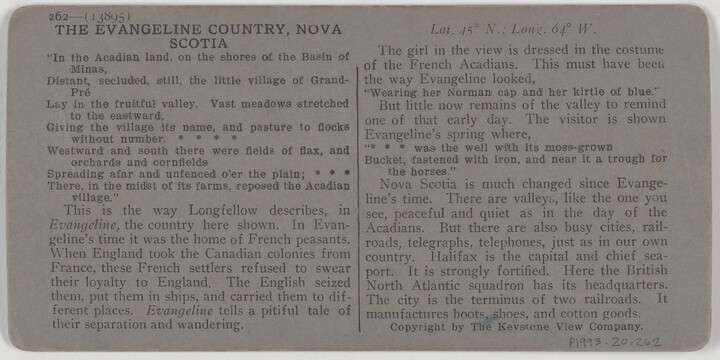 262—(13895)
THE EVANGELINE COUNTRY, NOVA
SCOTIA
"In the Acadian land, on the shores of the Basin of
Minas,
Distant, secluded, still, the little village of Grand-
Pré
Lay in the fruitful valley. Vast meadows stretched
to the eastward,
Giving the village its name, and pasture to flocks
without number. * * * *
Westward and south there were fields of flax, and
orchards and cornfields
Spreading afar and unfenced o'er the plain; * * *
There, in the midst of its farms, reposed the Acadian
village."
This is the way Longfellow describes, in
Evangeline, the country here shown. In Evan-
geline's time it was the home of French peasants.
When England took the Canadian colonies from
France, these French settlers refused to swear
their loyalty to England. The English seized
them, put them in ships, and carried them to dif-
ferent places. Evangeline tells a pitiful tale of
their separation and wandering.
Lat. 45° N.; Long. 64° W.
The girl in the view is dressed in the costume
of the French Acadians. This must have been
the way Evangeline looked,
"Wearing her Norman cap and her kirtle of blue."
But little now remains of the valley to remind
one of that early day. The visitor is shown
Evangeline's spring where,
"* * * was the well with its moss-grown
Bucket, fastened with iron, and near it a trough for
the horses."
Nova Scotia is much changed since Evange-
line's time. There are valleys, like the one you
see, peaceful and quiet as in the day of the
Acadians. But there are also busy cities, rail-
roads, telegraphs, telephones, just as in our own
country. Halifax is the capital and chief sea-
port. It is strongly fortified. Here the British
North Atlantic squadron has its headquarters.
The city is the terminus of two railroads. It
manufactures boots, shoes, and cotton goods.
Copyright by The Keystone View Company.
P1993.20.262